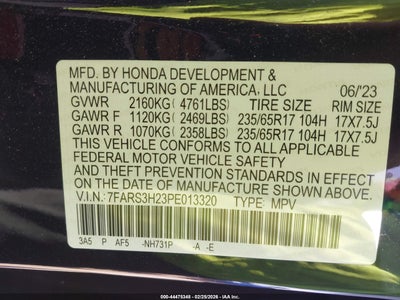 MFD. BY HONDA DEVELOPMENT &
MANUFACTURING OF AMERICA, LLC 06/'23
GVWR 2160KG ( 4761LBS) TIRE SIZE RIM SIZE
GAWR F 1120KG ( 2469LBS) 235/65R17 104H 17X7.5J
GAWR R 1070KG ( 2358LBS) 235/65R17 104H 17X7.5J
THIS VEHICLE CONFORMS TO ALL APPLICABLE
FEDERAL MOTOR VEHICLE SAFETY AND THEFT
PREVENTION STANDARDS IN EFFECT ON THE DATE
OF MANUFACTURE SHOWN ABOVE.
V.I.N.: 7FARS3H23PE013320 TYPE: MPV
3A5 P AF5 -NH731P -A -E
000-44475348 - 02/25/2026 - IAA Holdings, LLC